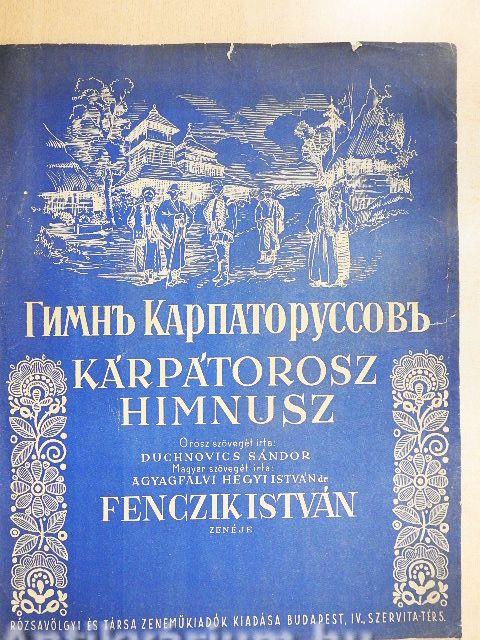 Гимнъ Карпаторуссовъ
KÁRPÁTOROSZ
HIMNUSZ
Orosz szövegét írta:
DUCHNOVICS SÁNDOR
Magyar szövegét írta:
AGYAGFALVI HEGYI ISTVÁN dr
FENCZIK ISTVÁN
ZENÉJE
RÓZSAVÖLGYI ÉS TÁRSA ZENEMŰKIADÓK KIADÁSA BUDAPEST, IV., SZERVITA-TÉR 5.